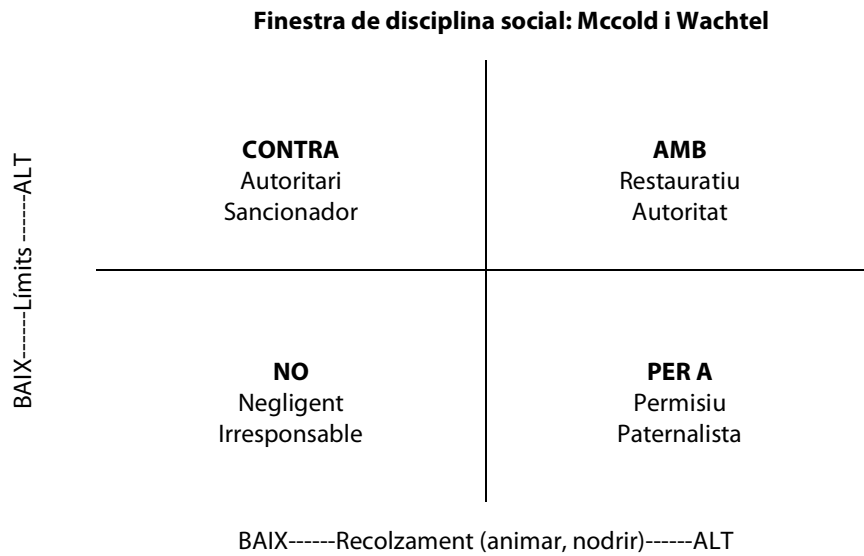 Finestra de disciplina social: Mccold i Wachtel
BAIX------Límits ------ALT
CONTRA
Autoritari
Sancionador
AMB
Restauratiu
Autoritat
NO
Negligent
Irresponsable
PER A
Permisiu
Paternalista
BAIX------Recolzament (animar, nodrir)------ALT